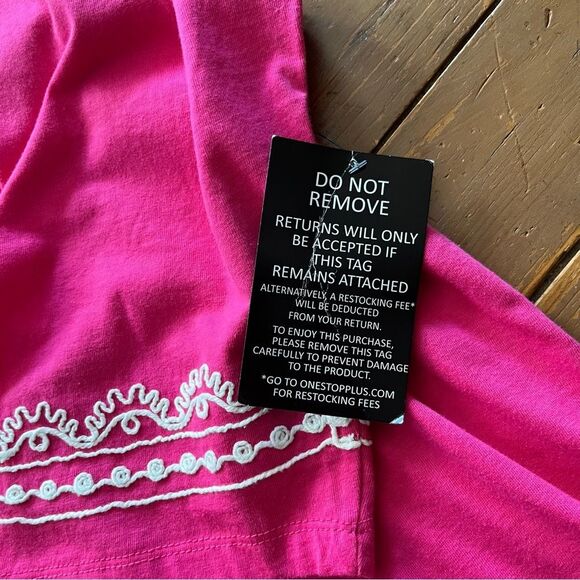 DO NOT
REMOVE
RETURNS WILL ONLY
BE ACCEPTED IF
THIS TAG
REMAINS ATTACHED
ALTERNATIVELY, A RESTOCKING FEE*
WILL BE DEDUCTED
FROM YOUR RETURN.
TO ENJOY THIS PURCHASE,
PLEASE REMOVE THIS TAG
CAREFULLY TO PREVENT DAMAGE
TO THE PRODUCT.
*GO TO ONESTOPPLUS.COM
FOR RESTOCKING FEES